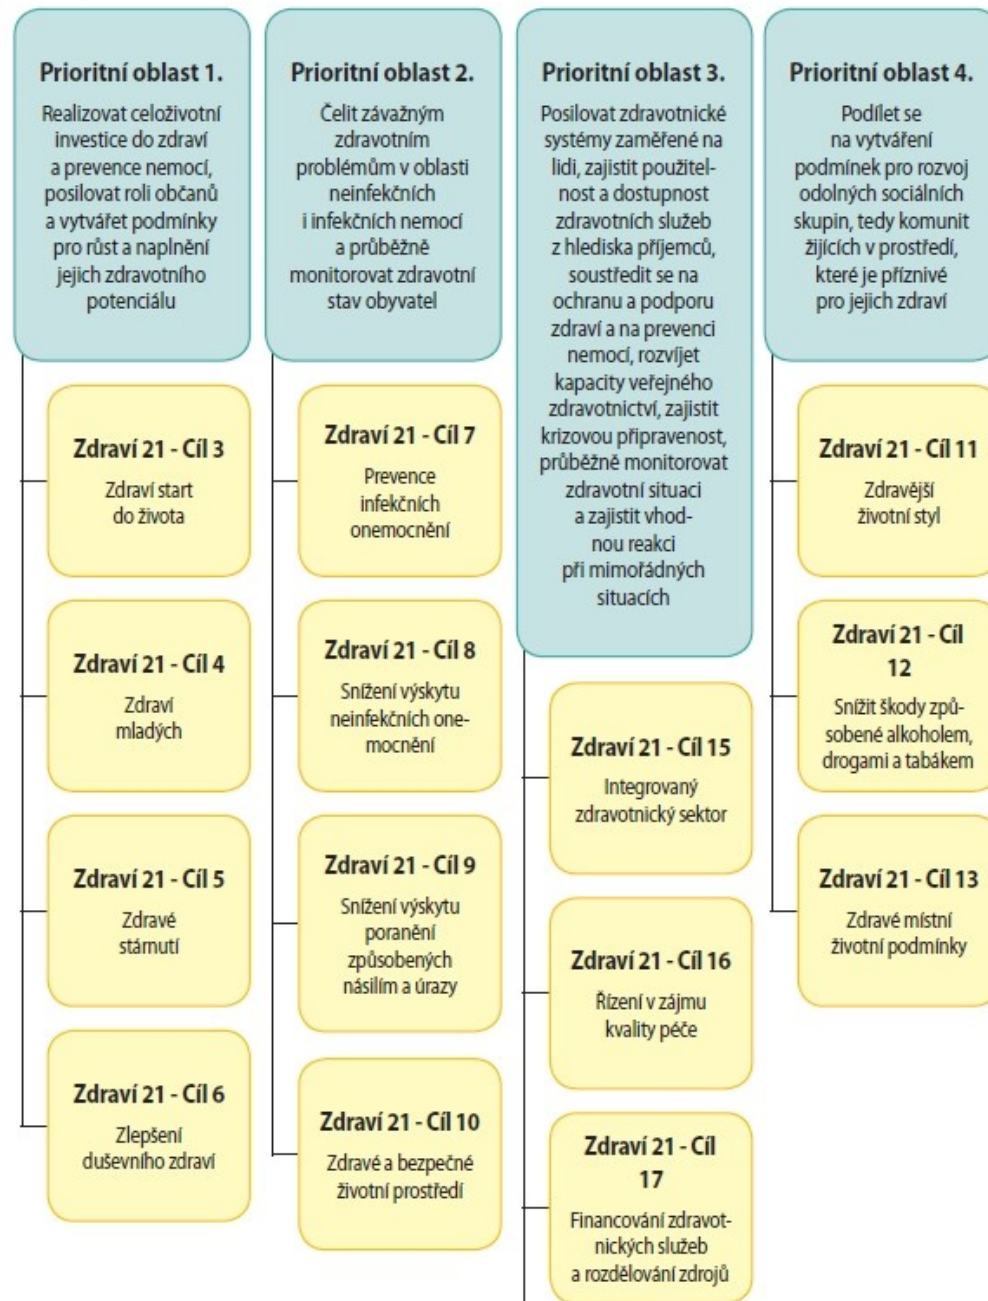 Prioritní oblast 1.
Realizovat celoživotní
investice do zdraví
a prevence nemocí,
posilovat roli občanů
a vytvářet podmínky
pro růst a naplnění
jejich zdravotního
potenciálu
Zdraví 21 - Cíl 3
Zdraví start
do života
Zdraví 21 - Cíl 4
Zdraví
mladých
Zdraví 21 - Cíl 5
Zdravé
stárnutí
Zdraví 21 - Cíl 6
Zlepšení
duševního zdraví
Prioritní oblast 2.
Čelit závažným
zdravotním
problémům v oblasti
neinfekčních
i infekčních nemocí
a průběžně
monitorovat zdravotní
stav obyvatel
Zdraví 21 - Cíl 7
Prevence
infekčních
onemocnění
Zdraví 21 - Cíl 8
Snížení výskytu
neinfekčních one-
mocnění
Zdraví 21 - Cíl 9
Snížení výskytu
poranění
způsobených
násilím a úrazy
Zdraví 21 - Cíl 10
Zdravé a bezpečné
životní prostředí
Prioritní oblast 3.
Posilovat zdravotnické
systémy zaměřené na
lidi, zajistit použitel-
nost a dostupnost
zdravotních služeb
z hlediska příjemců,
soustředit se na
ochranu a podporu
zdraví a na prevenci
nemocí, rozvíjet
kapacity veřejného
zdravotnictví, zajistit
krizovou připravenost,
průběžně monitorovat
zdravotní situaci
a zajistit vhod-
nou reakci
při mimořádných
situacích
Zdraví 21 - Cíl 15
Integrovaný
zdravotnický sektor
Zdraví 21 - Cíl 16
Řízení v zájmu
kvality péče
Zdraví 21 - Cíl
17
Financování zdravot-
nických služeb
a rozdělování zdrojů
Prioritní oblast 4.
Podílet se
na vytváření
podmínek pro rozvoj
odolných sociálních
skupin, tedy komunit
žijících v prostředí,
které je příznivé
pro jejich zdraví
Zdraví 21 - Cíl 11
Zdravější
životní styl
Zdraví 21 - Cíl
12
Snížit škody způ-
sobené alkoholem,
drogami a tabákem
Zdraví 21 - Cíl 13
Zdravé místní
životní podmínky